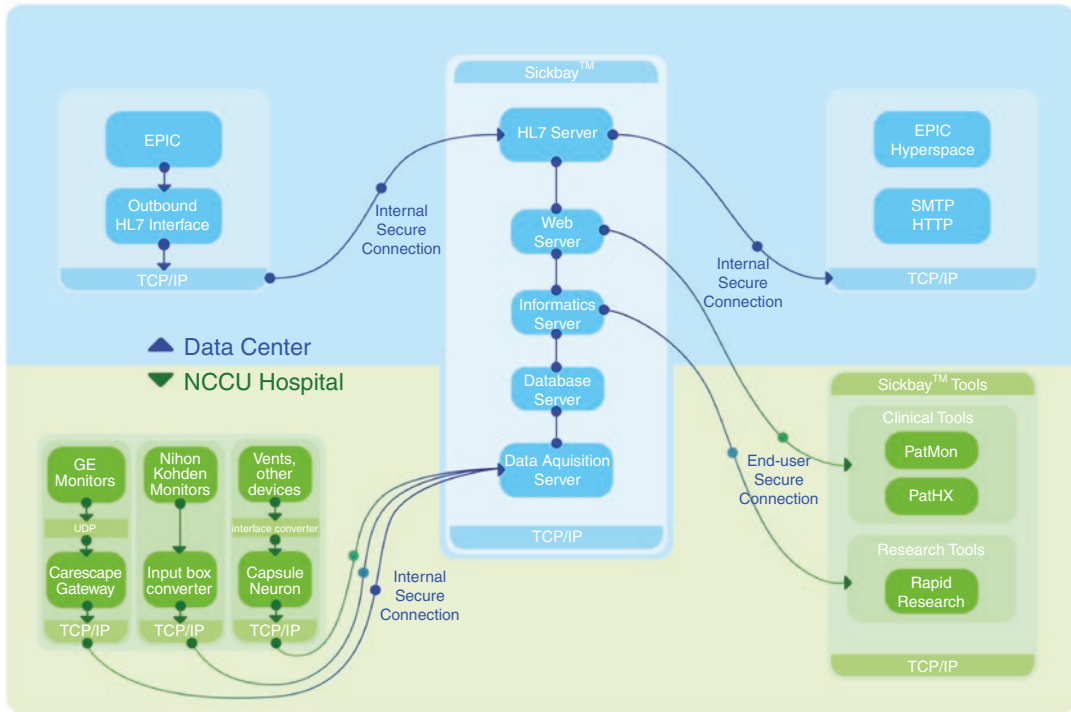 Sickbay™
EPIC
Outbound
HL7 Interface
TCP/IP
Internal
Secure
Connection
HL7 Server
Web
Server
Informatics
Server
Database
Server
Data Aquisition
Server
TCP/IP
Internal
Secure
Connection
EPIC
Hyperspace
SMTP
HTTP
TCP/IP
Data Center
NCCU Hospital
GE
Monitors
UDP
Carescape
Gateway
TCP/IP
Nihon
Kohden
Monitors
Input box
converter
TCP/IP
Vents,
other
devices
interface converter
Capsule
Neuron
TCP/IP
Internal
Secure
Connection
End-user
Secure
Connection
Sickbay™ Tools
Clinical Tools
PatMon
PatHX
Research Tools
Rapid
Research
TCP/IP